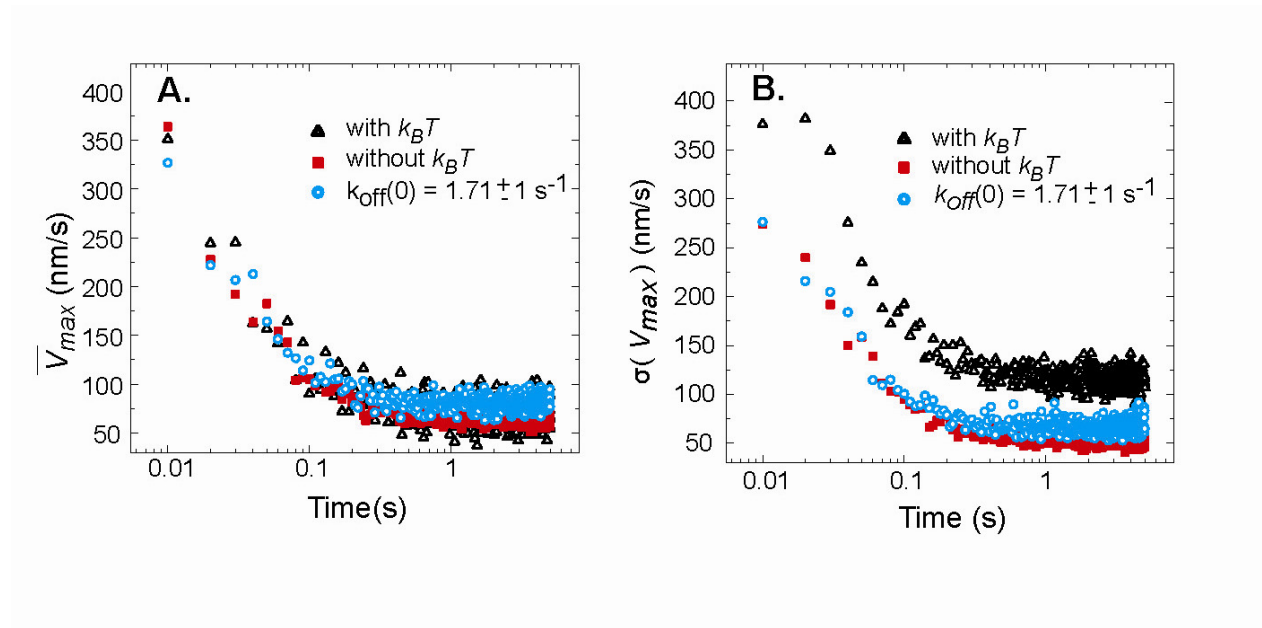 A.
400
350
300
250
200
150
100
50
V̅max (nm/s)
with kBT
without kBT
koff(0) = 1.71 ± 1 s-1
0.01
0.1
1
Time(s)
B.
400
350
300
250
200
150
100
50
σ( Vmax ) (nm/s)
with kBT
without kBT
kOff(0) = 1.71 ± 1 s-1
0.01
0.1
1
Time (s)